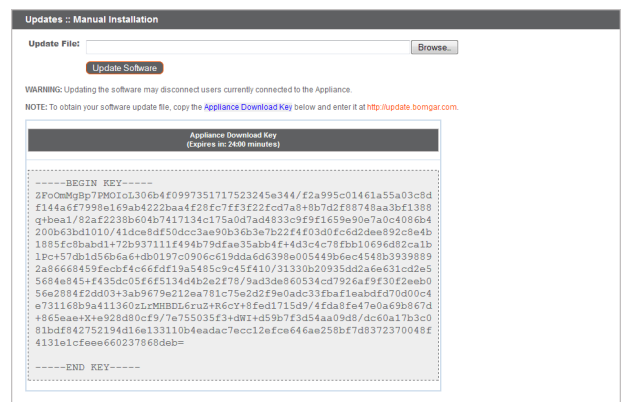 Updates :: Manual Installation
Update File:
Browse..
Update Software
WARNING: Updating the software may disconnect users currently connected to the Appliance.
NOTE: To obtain your software update file, copy the Appliance Download Key below and enter it at http://update.bomgar.com.
Appliance Download Key
(Expires in: 24:00 minutes)
-----BEGIN KEY-----
ZFoOmMgBp7PMOIoL306b4f0997351717523245e344/f2a995c01461a55a03c8d
f144a6f7998e169ab4222baa4f28fc7ff3f22fcd7a8+8b7d2f88748aa3bf1388
q+bea1/82af2238b604b7417134c175a0d7ad4833c9f9f1659e90e7a0c4086b4
200b63bd1010/41dce8df50dcc3ae90b36b3e7b22f4f03d0fc6d2dee892c8e4b
1885fc8babd1+72b937111f494b79dfae35abb4f+4d3c4c78fbb10696d82ca1b
1Pc+57db1d56b6a6+db0197c0906c619dda6d6398e005449b6ec4548b3939889
2a86668459fecbf4c66fdf19a5485c9c45f410/31330b20935dd2a6e631cd2e5
5684e845+f435dc05f6f5134d4b2e2f78/9ad3de860534cd7926af9f30f2eeb0
56e2884f2dd03+3ab9679e212ea781c75e2d2f9e0adc33fbaf1eabdfd70d00c4
e731168b9a411360zLrMHBDL6ruZ+R6cY+8fed1715d9/4fda8fe47e0a69b867d
+865eae+X+e928d80cf9/7e755035f3+dWI+d59b7f3d54aa09d8/dc60a17b3c0
81bdf842752194d16e133110b4eadac7ecc12efce646ae258bf7d8372370048f
4131e1cfeee660237868deb=
-----END KEY-----